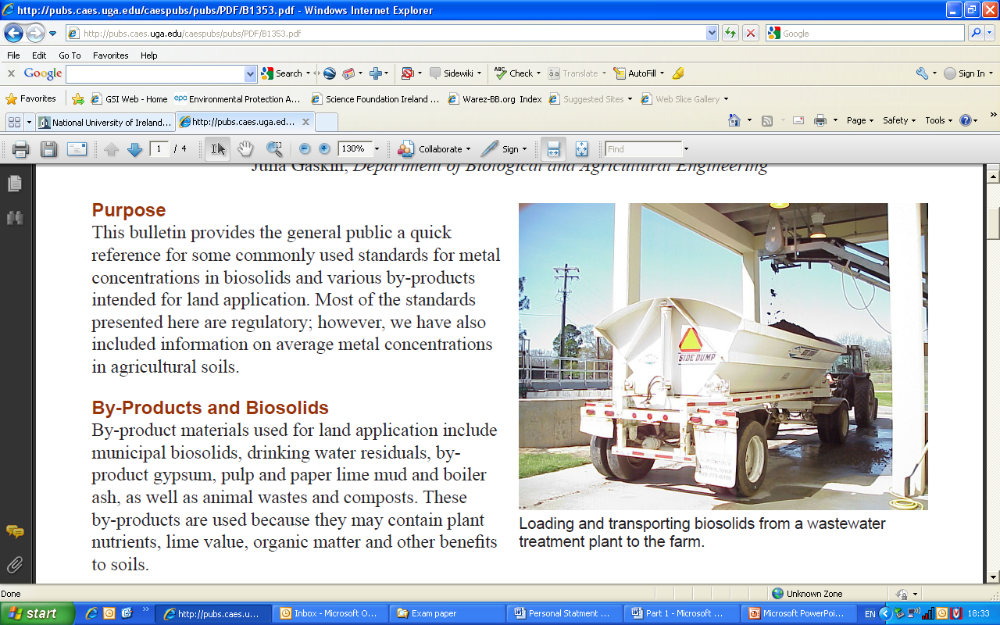 http://pubs.caes.uga.edu/caespubs/pubs/PDF/B1353.pdf - Windows Internet Explorer
http://pubs.caes.uga.edu/caespubs/pubs/PDF/B1353.pdf
Google
File Edit Go To Favorites Help
x Google Search Sidewiki ABC Check Translate AutoFill Sign In
Favorites GSI Web - Home epa Environmental Protection A... Science Foundation Ireland ... Warez-BB.org Index Suggested Sites Web Slice Gallery
National University of Ireland... http://pubs.caes.uga.ed... Page Safety Tools
1 / 4 130% Collaborate Sign Find
Julia Gaskin, Department of Biological and Agricultural Engineering
Purpose
This bulletin provides the general public a quick
reference for some commonly used standards for metal
concentrations in biosolids and various by-products
intended for land application. Most of the standards
presented here are regulatory; however, we have also
included information on average metal concentrations
in agricultural soils.
By-Products and Biosolids
By-product materials used for land application include
municipal biosolids, drinking water residuals, by-
product gypsum, pulp and paper lime mud and boiler
ash, as well as animal wastes and composts. These
by-products are used because they may contain plant
nutrients, lime value, organic matter and other benefits
to soils.
SIDE DUMP
Loading and transporting biosolids from a wastewater
treatment plant to the farm.
Done Unknown Zone
start http://pubs.caes.u... Inbox - Microsoft O... Exam paper Personal Statment ... Part 1 - Microsoft ... Microsoft PowerPoi... EN 18:33